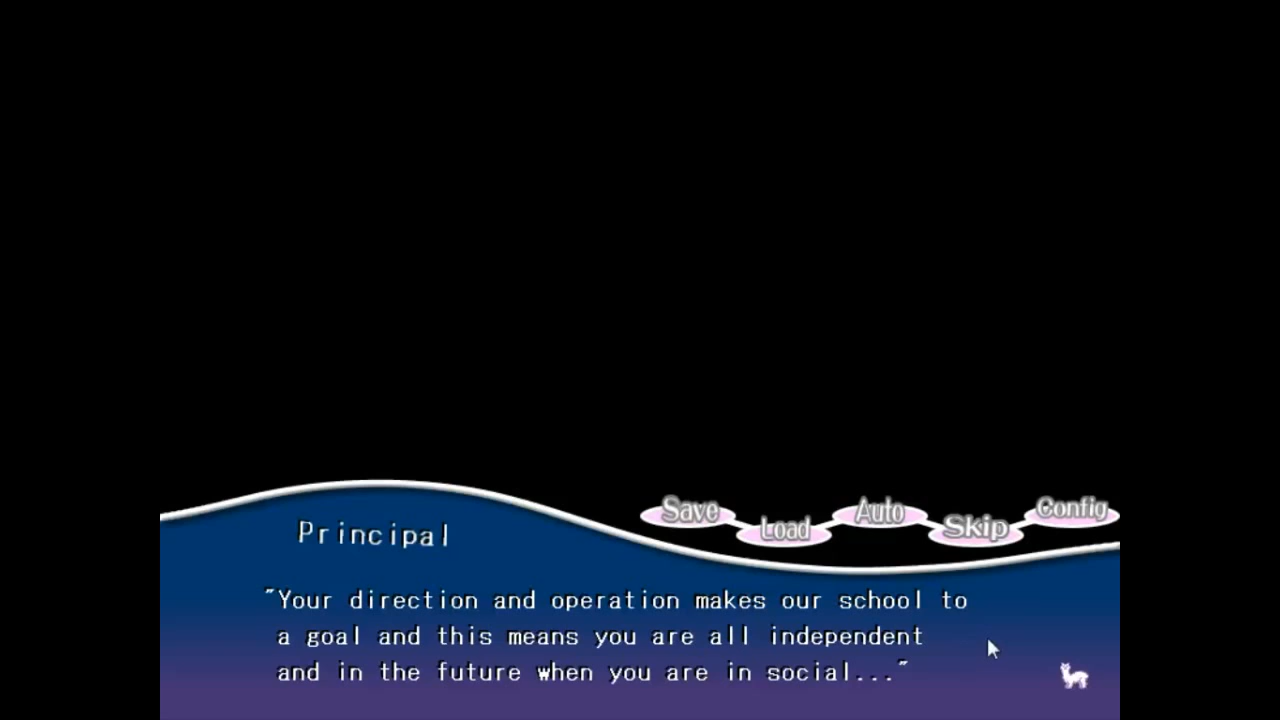 Save
Load
Auto
Skip
Config
Principal
"Your direction and operation makes our school to
a goal and this means you are all independent
and in the future when you are in social..."